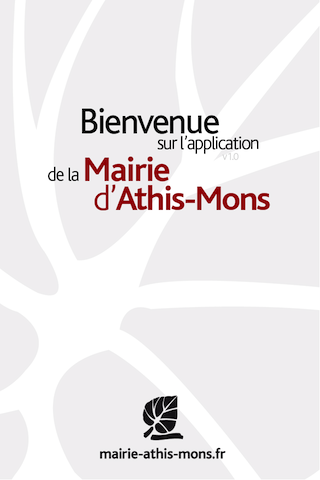 Bienvenue
sur l'application
V1.0
de la Mairie
d'Athis-Mons
mairie-athis-mons.fr